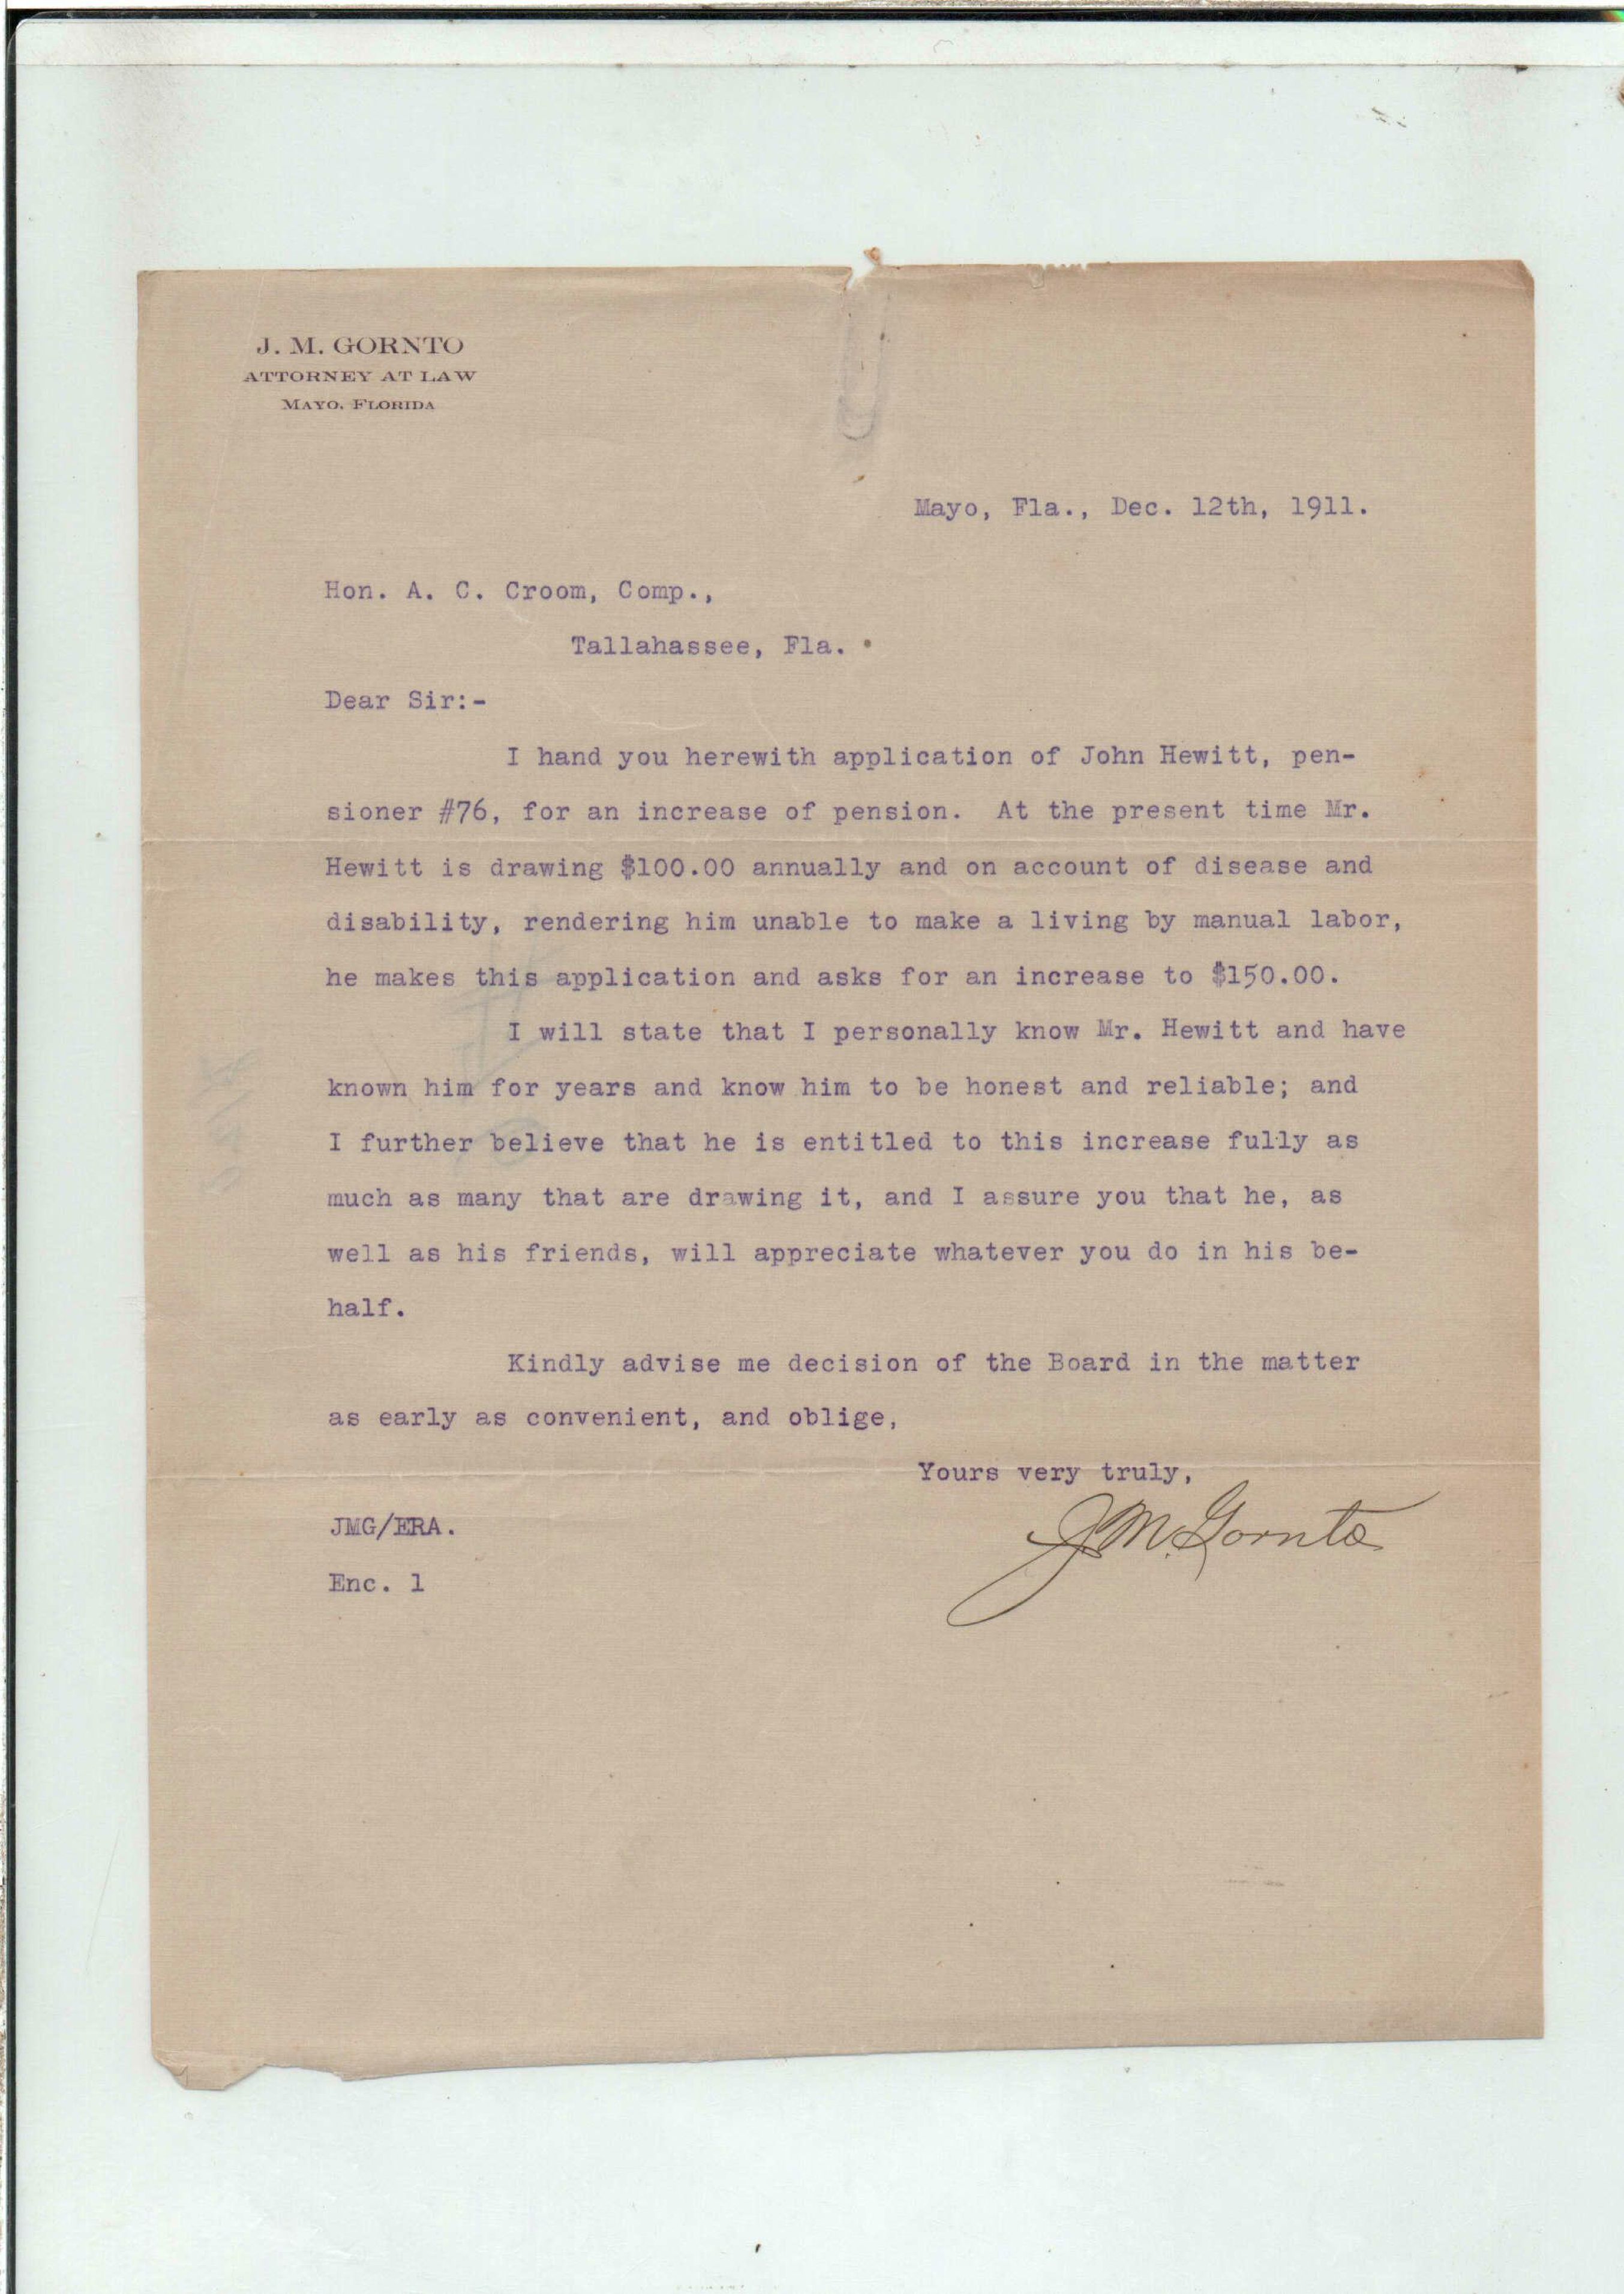 J. M. GORNTO
ATTORNEY AT LAW
MAYO, FLORIDA
Mayo, Fla., Dec. 12th, 1911.
Hon. A. C. Croom, Comp.,
Tallahassee, Fla.
Dear Sir:-
I hand you herewith application of John Hewitt, pen-
sioner #76, for an increase of pension. At the present time Mr.
Hewitt is drawing $100.00 annually and on account of disease and
disability, rendering him unable to make a living by manual labor,
he makes this application and asks for an increase to $150.00.
I will state that I personally know Mr. Hewitt and have
known him for years and know him to be honest and reliable; and
I further believe that he is entitled to this increase fully as
much as many that are drawing it, and I assure you that he, as
well as his friends, will appreciate whatever you do in his be-
half.
Kindly advise me decision of the Board in the matter
as early as convenient, and oblige,
Yours very truly,
J. M. Gornto
JMG/ERA.
Enc. 1